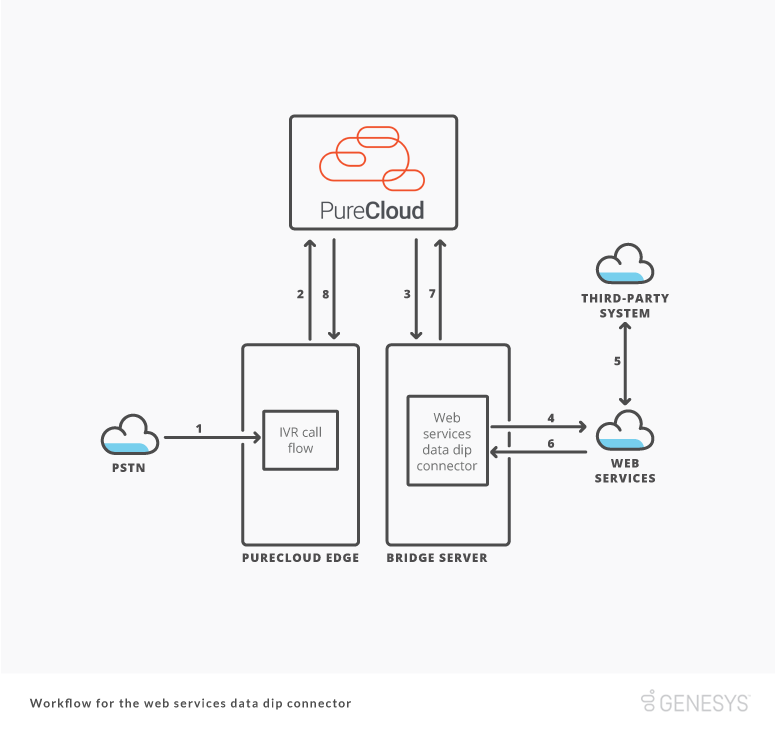 PureCloud
2
8
3
7
THIRD-PARTY
SYSTEM
5
1
IVR call
flow
Web
services
data dip
connector
4
6
PSTN
WEB
SERVICES
PURECLOUD EDGE
BRIDGE SERVER
Workflow for the web services data dip connector
GENESYS